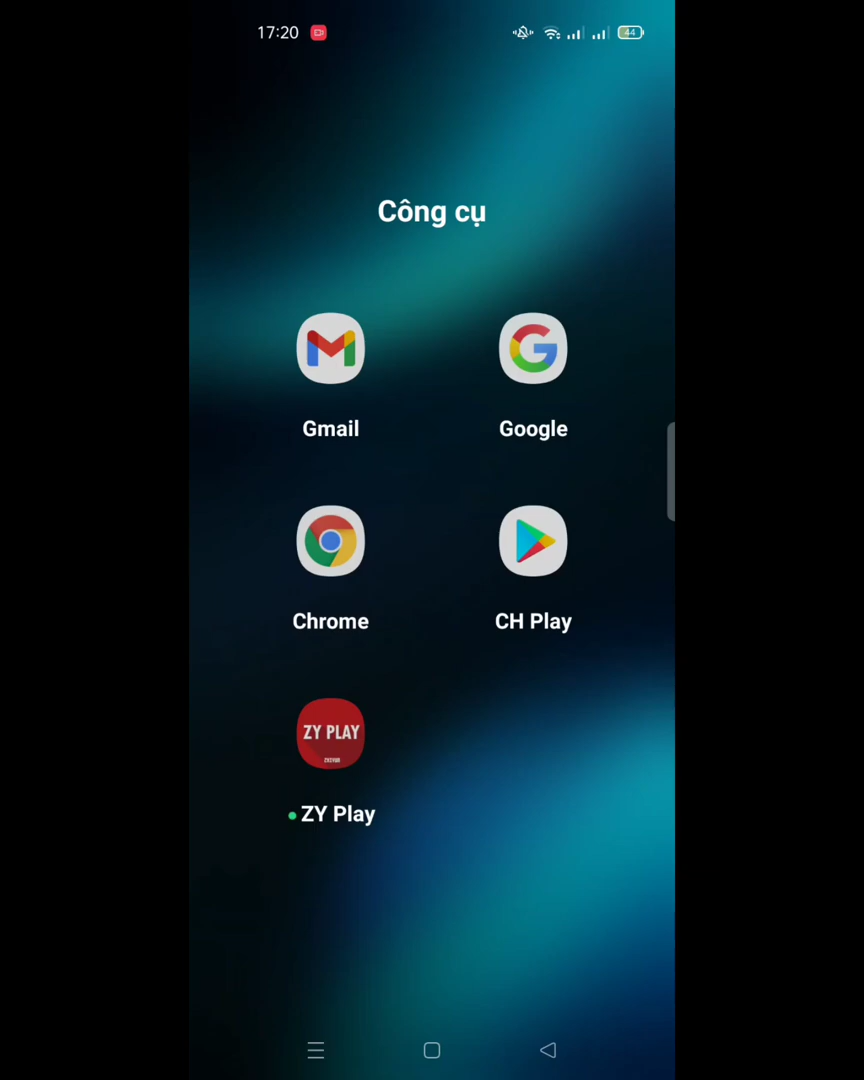 17:20
44
Công cụ
Gmail
Google
Chrome
CH Play
ZY PLAY
ZY Play